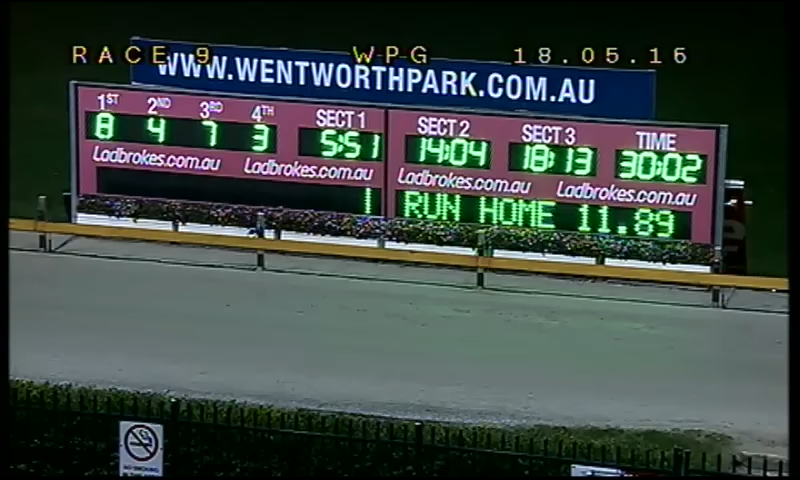 RACE 9 WPG 18.05.16
WWW.WENTWORTHPARK.COM.AU
1ST 2ND 3RD 4TH SECT 1 SECT 2 SECT 3 TIME
8 4 7 3 5:51 14:04 18:13 30:02
Ladbrokes.com.au Ladbrokes.com.au Ladbrokes.com.au Ladbrokes.com.au
1 RUN HOME 11.89
NO SMOKING